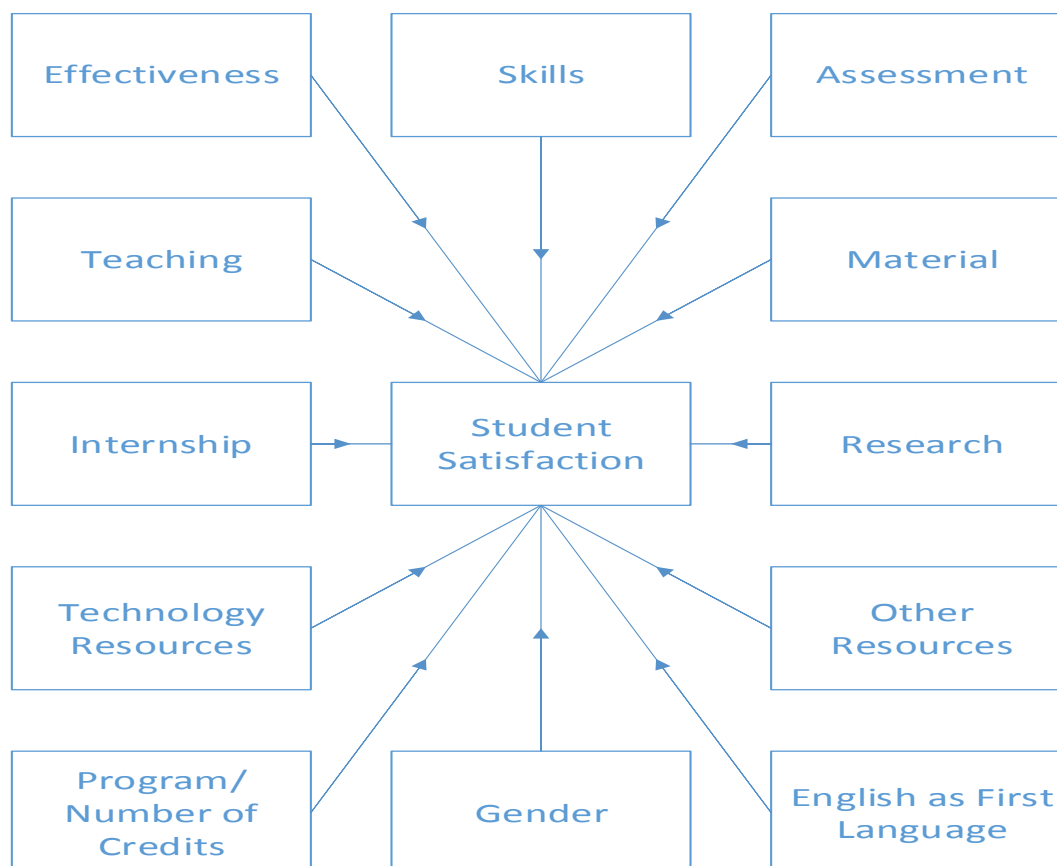 Effectiveness
Skills
Assessment
Teaching
Material
Internship
Student
Satisfaction
Research
Technology
Resources
Other
Resources
Program/
Number of
Credits
Gender
English as First
Language